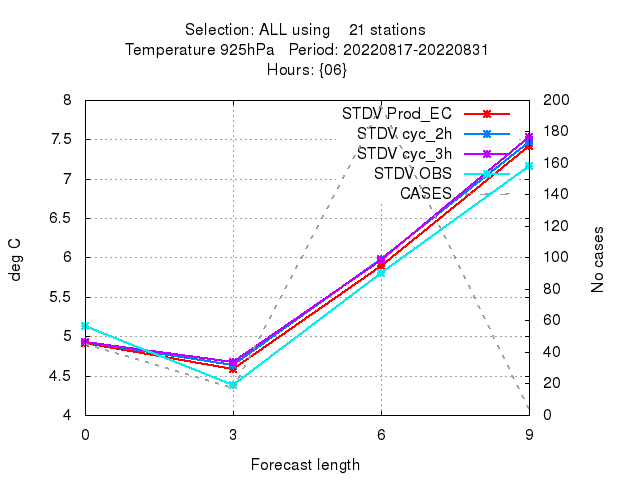 Selection: ALL using 21 stations
Temperature 925hPa Period: 20220817-20220831
Hours: {06}
STDV Prod_EC
STDV cyc_2h
STDV cyc_3h
STDV OBS
CASES
8
7.5
7
6.5
6
5.5
5
4.5
4
200
180
160
140
120
100
80
60
40
20
0
deg C
No cases
0 3 6 9
Forecast length